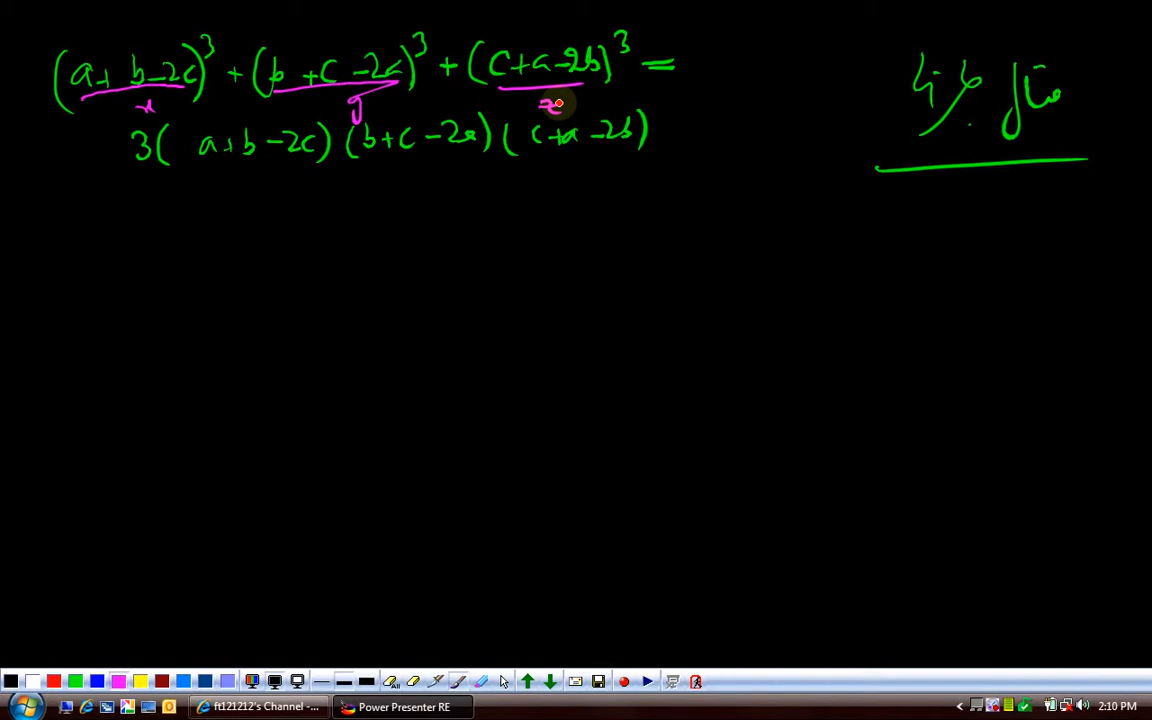 (a + b - 2c)³ + (b + c - 2a)³ + (c + a - 2b)³ =
x y z
3(a + b - 2c)(b + c - 2a)(c + a - 2b)
مثال
ft121212's Channel -...
Power Presenter RE
2:10 PM